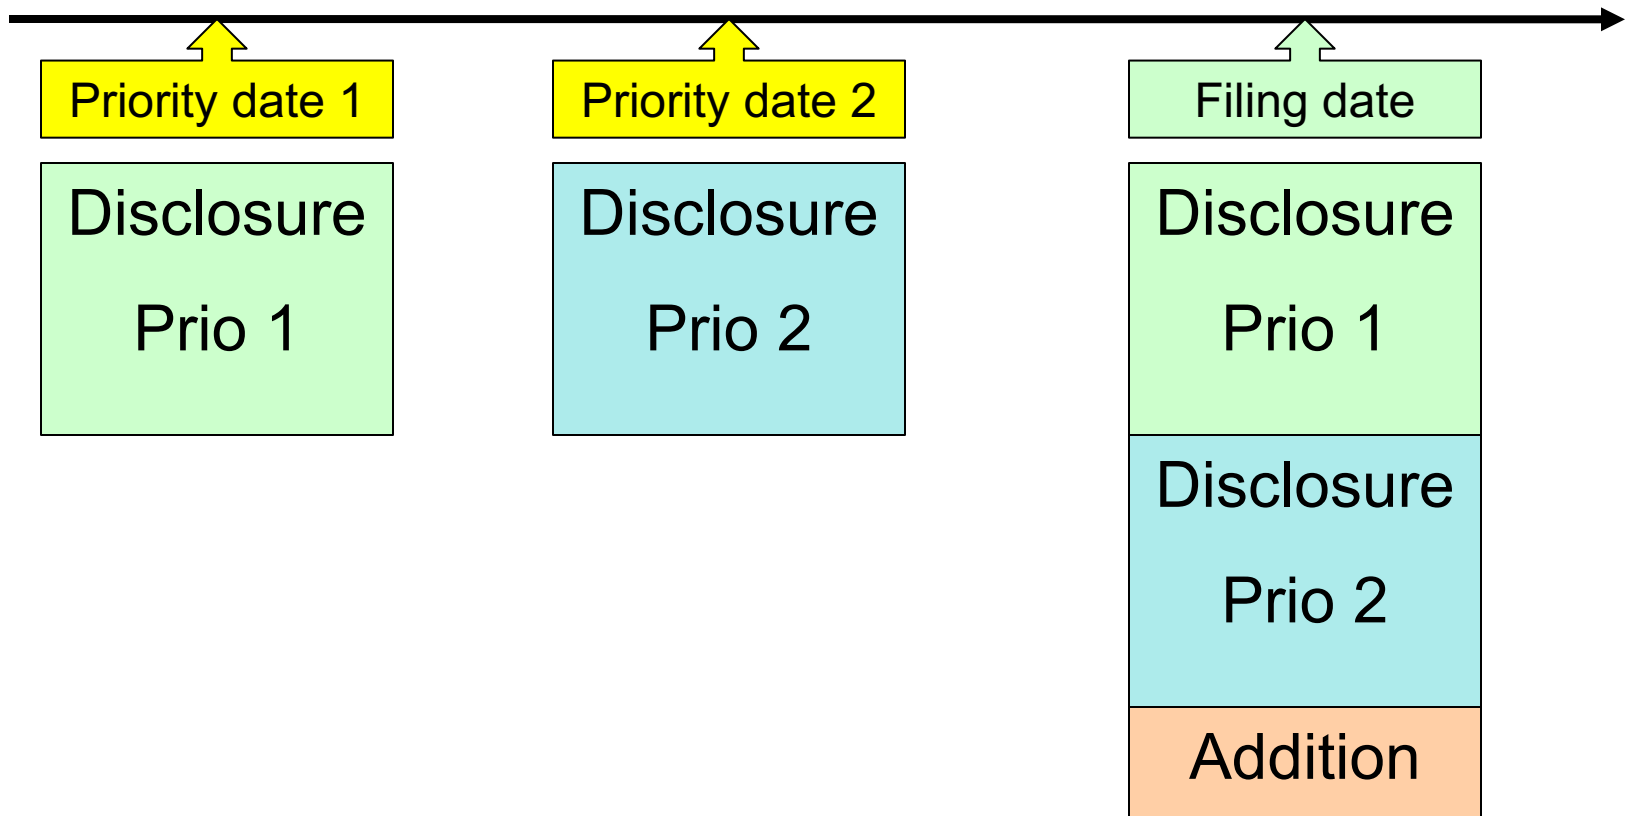 Priority date 1
Priority date 2
Filing date
Disclosure
Prio 1
Disclosure
Prio 2
Disclosure
Prio 1
Disclosure
Prio 2
Addition